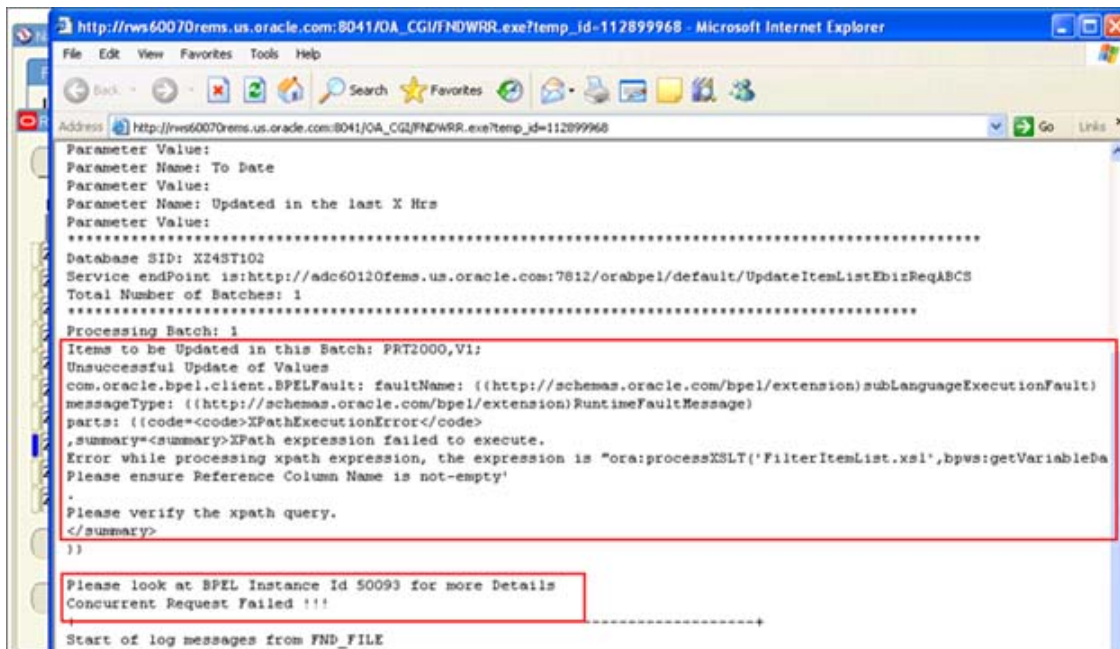 http://rws60070rems.us.oracle.com:8041/OA_CGI/FNDWRR.exe?temp_id=112899968 - Microsoft Internet Explorer
File Edit View Favorites Tools Help
Back Search Favorites
Address http://rws60070rems.us.oracle.com:8041/OA_CGI/FNDWRR.exe?temp_id=112899968 Go Links
Parameter Value:
Parameter Name: To Date
Parameter Value:
Parameter Name: Updated in the last X Hrs
Parameter Value:
Database SID: XZ4ST102
Service endPoint is:http://adc60120fems.us.oracle.com:7812/orabpel/default/UpdateItemListEbizReqABCS
Total Number of Batches: 1
Processing Batch: 1
Items to be Updated in this Batch: PRT2000,V1;
Unsuccessful Update of Values
com.oracle.bpel.client.BPELFault: faultName: {{http://schemas.oracle.com/bpel/extension}subLanguageExecutionFault}
messageType: {{http://schemas.oracle.com/bpel/extension}RuntimeFaultMessage}
parts: {{code=<code>XPathExecutionError</code>
,summary=<summary>XPath expression failed to execute.
Error while processing xpath expression, the expression is "ora:processXSLT('FilterItemList.xsl',bpws:getVariableDa
Please ensure Reference Column Name is not-empty'
.
Please verify the xpath query.
</summary>
}}
Please look at BPEL Instance Id 50093 for more Details
Concurrent Request Failed !!!
+---------------------------------------------------------------------------+
Start of log messages from FND_FILE